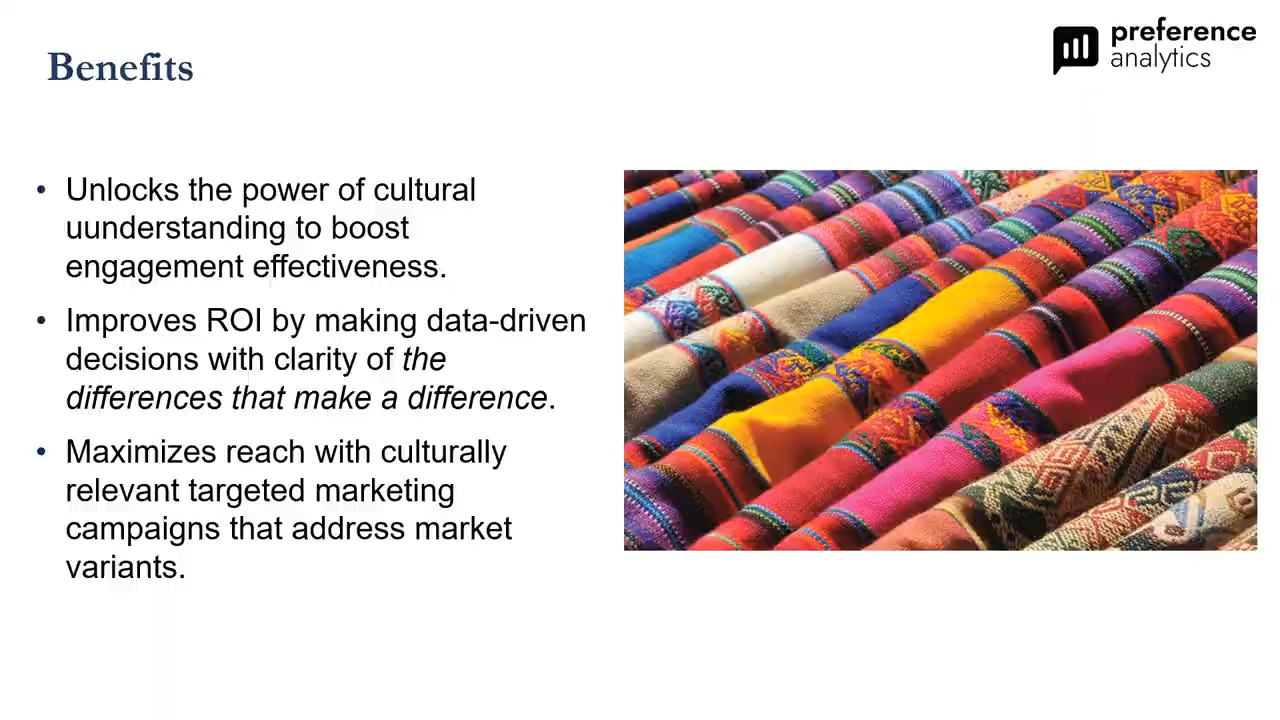 Benefits
preference
analytics
• Unlocks the power of cultural
uunderstanding to boost
engagement effectiveness.
• Improves ROI by making data-driven
decisions with clarity of the
differences that make a difference.
• Maximizes reach with culturally
relevant targeted marketing
campaigns that address market
variants.